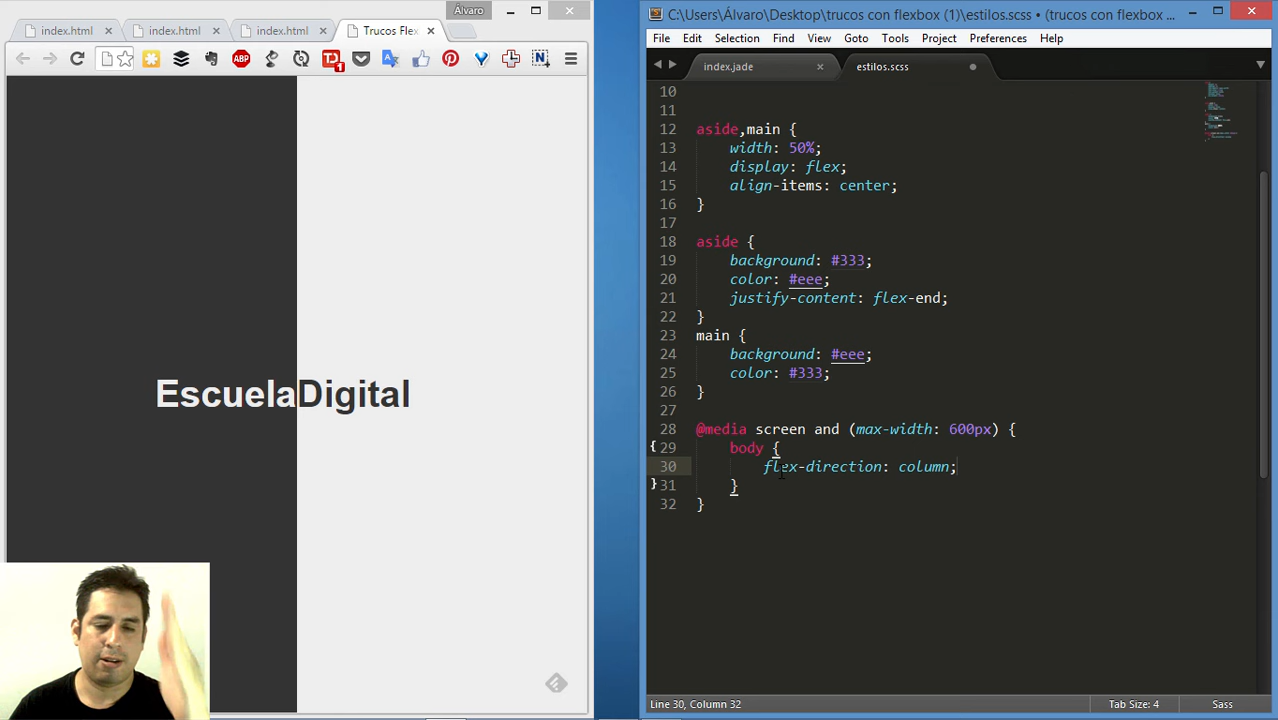 Álvaro
index.html
index.html
index.html
Trucos Flex
EscuelaDigital
C:\Users\Álvaro\Desktop\trucos con flexbox (1)\estilos.scss • (trucos con flexbox ...
File Edit Selection Find View Goto Tools Project Preferences Help
index.jade
estilos.scss
10
11
12 aside,main {
13 width: 50%;
14 display: flex;
15 align-items: center;
16 }
17
18 aside {
19 background: #333;
20 color: #eee;
21 justify-content: flex-end;
22 }
23 main {
24 background: #eee;
25 color: #333;
26 }
27
28 @media screen and (max-width: 600px) {
29 body {
30 flex-direction: column;
31 }
32 }
Line 30, Column 32
Tab Size: 4
Sass